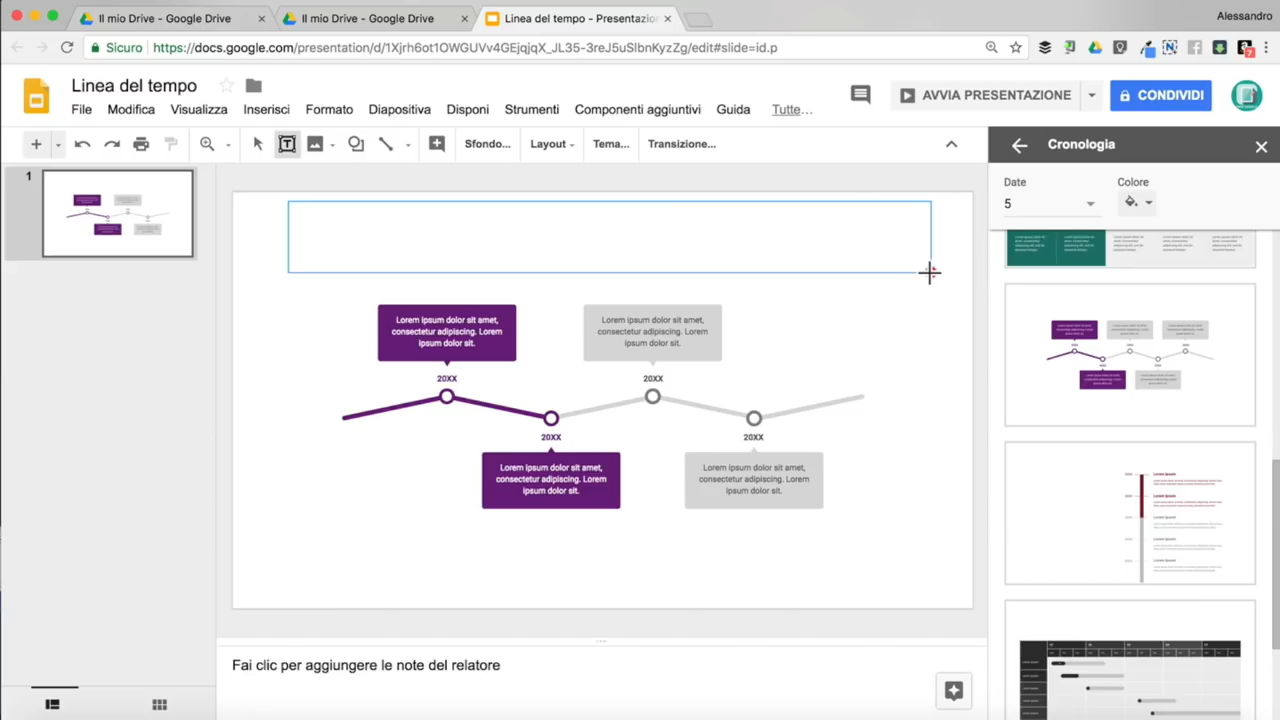 Il mio Drive - Google Drive
Il mio Drive - Google Drive
Linea del tempo - Presentazio
Alessandro
Sicuro
https://docs.google.com/presentation/d/1Xjrh6ot1OWGUVv4GEjqjqX_JL35-3reJ5uSlbnKyzZg/edit#slide=id.p
7
Linea del tempo
File Modifica Visualizza Inserisci Formato Diapositiva Disponi Strume Componenti aggiuntivi Guida Tutte…
AVVIA PRESENTAZIONE
CONDIVIDI
Sfondo... Layout Tema... Transizione...
Cronologia
Date
Colore
5
1
Lorem ipsum dolor sit amet,
consectetur adipiscing. Lorem
ipsum dolor sit.
20XX
Lorem ipsum dolor sit amet,
consectetur adipiscing. Lorem
ipsum dolor sit.
20XX
20XX
Lorem ipsum dolor sit amet,
consectetur adipiscing. Lorem
ipsum dolor sit.
20XX
Lorem ipsum dolor sit amet,
consectetur adipiscing. Lorem
ipsum dolor sit.
Fai clic per aggiungere le note del relatore